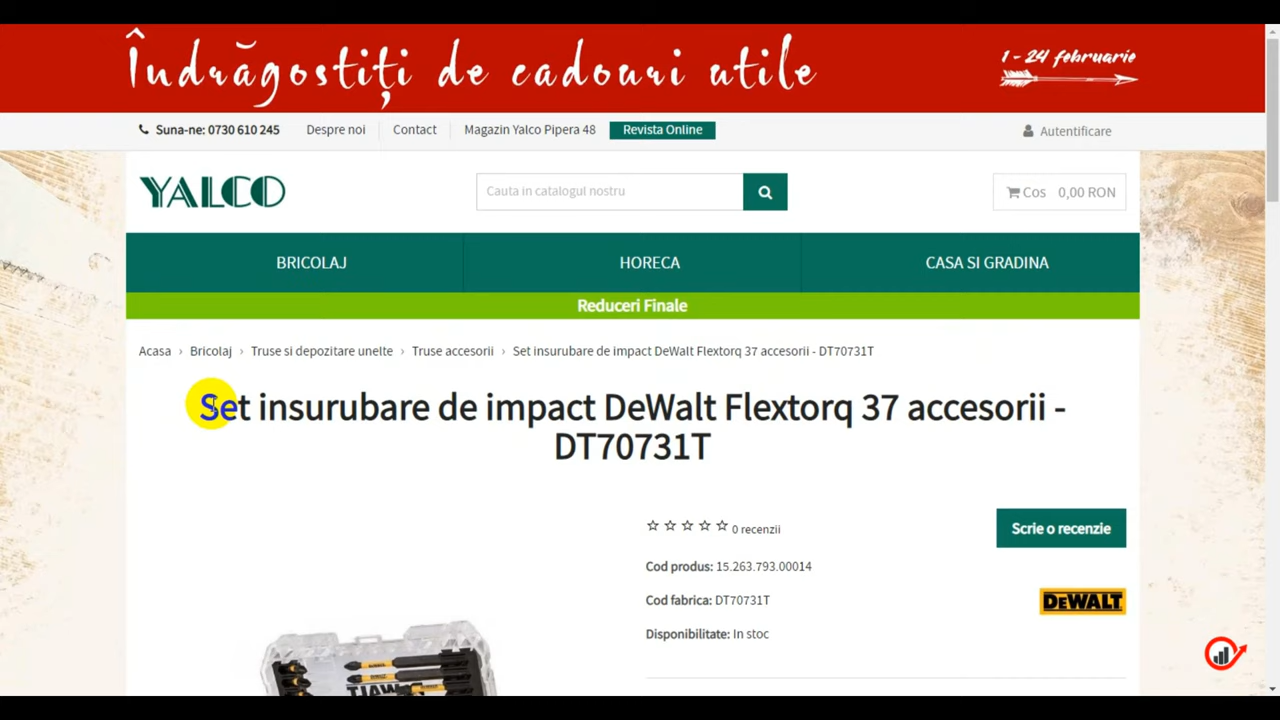 Îndrăgostiți de cadouri utile
1 - 24 februarie
Suna-ne: 0730 610 245 Despre noi Contact Magazin Yalco Pipera 48 Revista Online Autentificare
YALCO Cauta in catalogul nostru Cos 0,00 RON
BRICOLAJ HORECA CASA SI GRADINA
Reduceri Finale
Acasa › Bricolaj › Truse si depozitare unelte › Truse accesorii › Set insurubare de impact DeWalt Flextorq 37 accesorii - DT70731T
Set insurubare de impact DeWalt Flextorq 37 accesorii -
DT70731T
0 recenzii Scrie o recenzie
Cod produs: 15.263.793.00014
Cod fabrica: DT70731T
DEWALT
Disponibilitate: In stoc